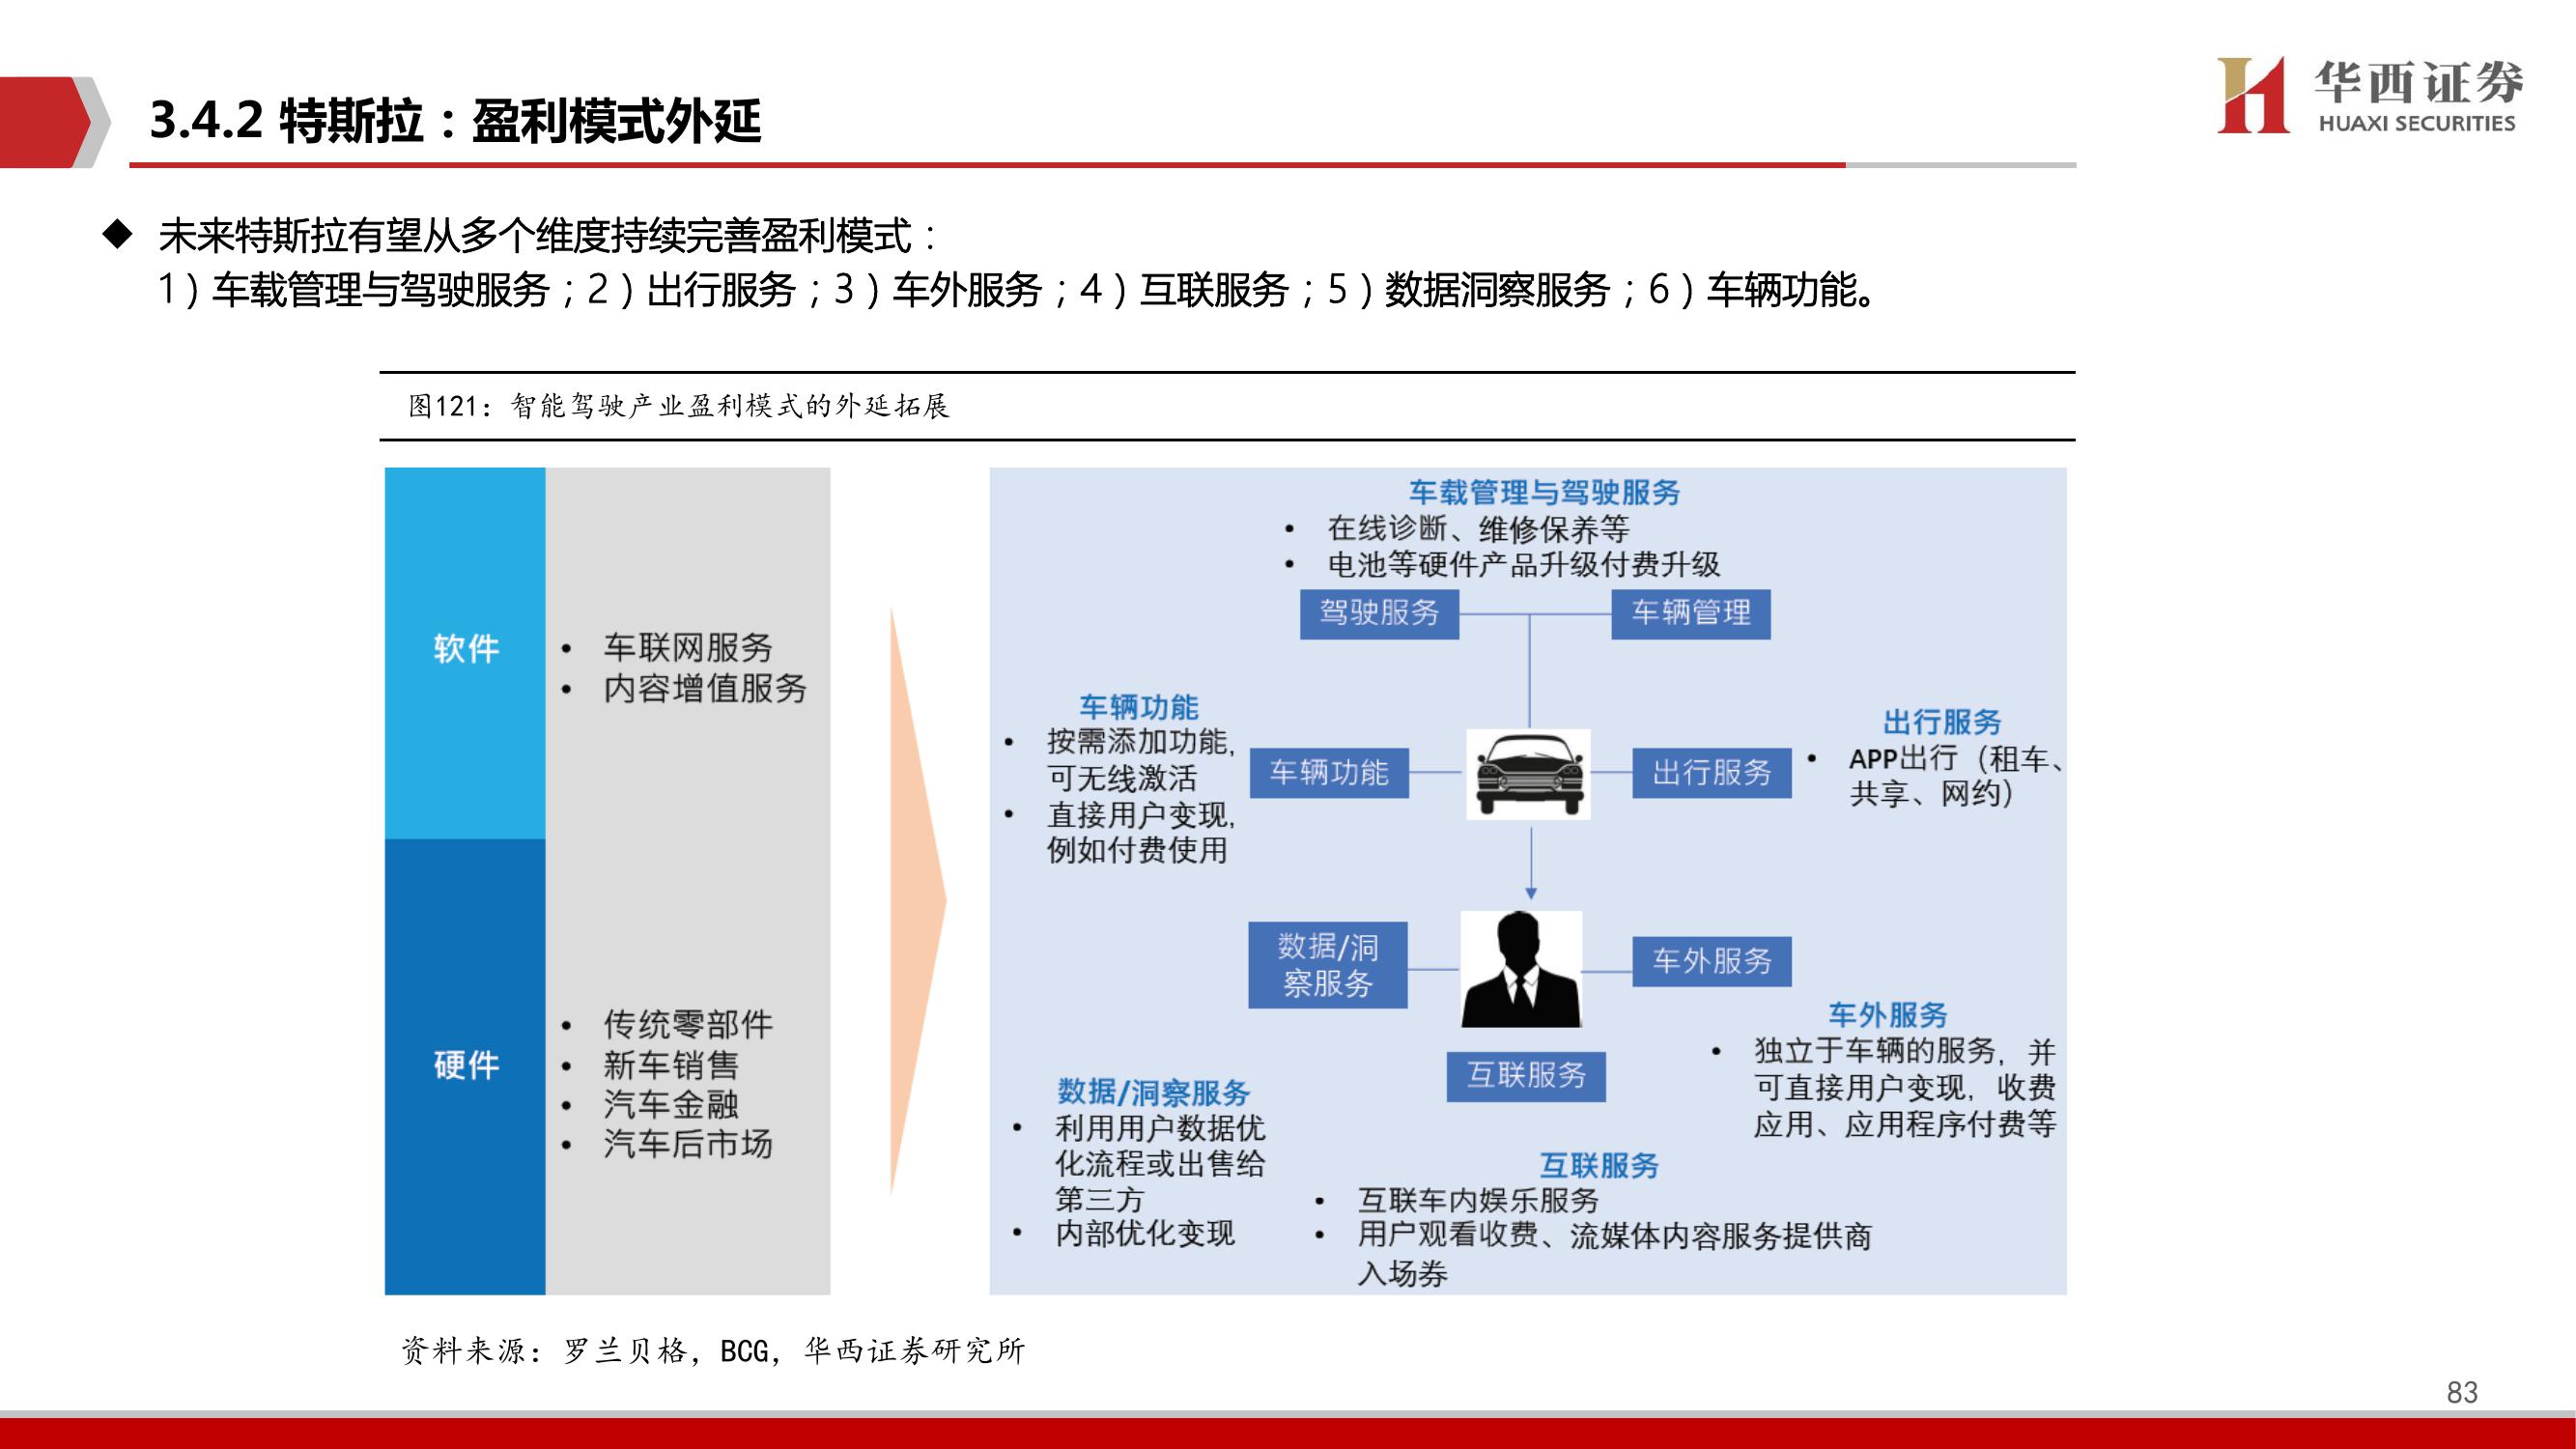 3.4.2 特斯拉：盈利模式外延
华西证券
HUAXI SECURITIES
◆ 未来特斯拉有望从多个维度持续完善盈利模式：
1）车载管理与驾驶服务；2）出行服务；3）车外服务；4）互联服务；5）数据洞察服务；6）车辆功能。
图121：智能驾驶产业盈利模式的外延拓展
软件
• 车联网服务
• 内容增值服务
硬件
• 传统零部件
• 新车销售
• 汽车金融
• 汽车后市场
车载管理与驾驶服务
• 在线诊断、维修保养等
• 电池等硬件产品升级付费升级
驾驶服务
车辆管理
车辆功能
• 按需添加功能，
可无线激活
• 直接用户变现，
例如付费使用
车辆功能
出行服务
出行服务
• APP出行（租车、
共享、网约）
数据/洞
察服务
车外服务
互联服务
车外服务
• 独立于车辆的服务，并
可直接用户变现，收费
应用、应用程序付费等
数据/洞察服务
• 利用用户数据优
化流程或出售给
第三方
• 内部优化变现
互联服务
• 互联车内娱乐服务
• 用户观看收费、流媒体内容服务提供商
入场券
资料来源：罗兰贝格，BCG，华西证券研究所
83